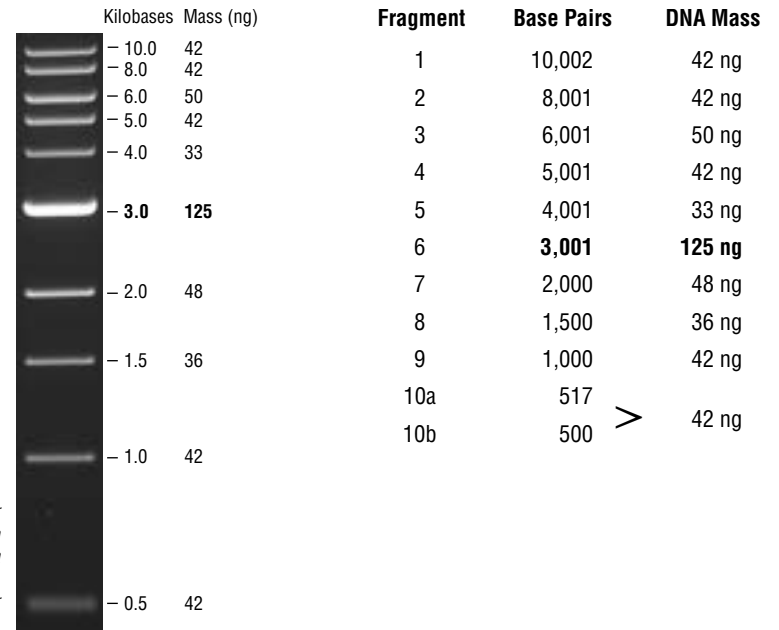 Kilobases Mass (ng)
– 10.0 42
– 8.0 42
– 6.0 50
– 5.0 42
– 4.0 33
– 3.0 125
– 2.0 48
– 1.5 36
– 1.0 42
– 0.5 42
Fragment Base Pairs DNA Mass
1 10,002 42 ng
2 8,001 42 ng
3 6,001 50 ng
4 5,001 42 ng
5 4,001 33 ng
6 3,001 125 ng
7 2,000 48 ng
8 1,500 36 ng
9 1,000 42 ng
10a 517
> 42 ng
10b 500